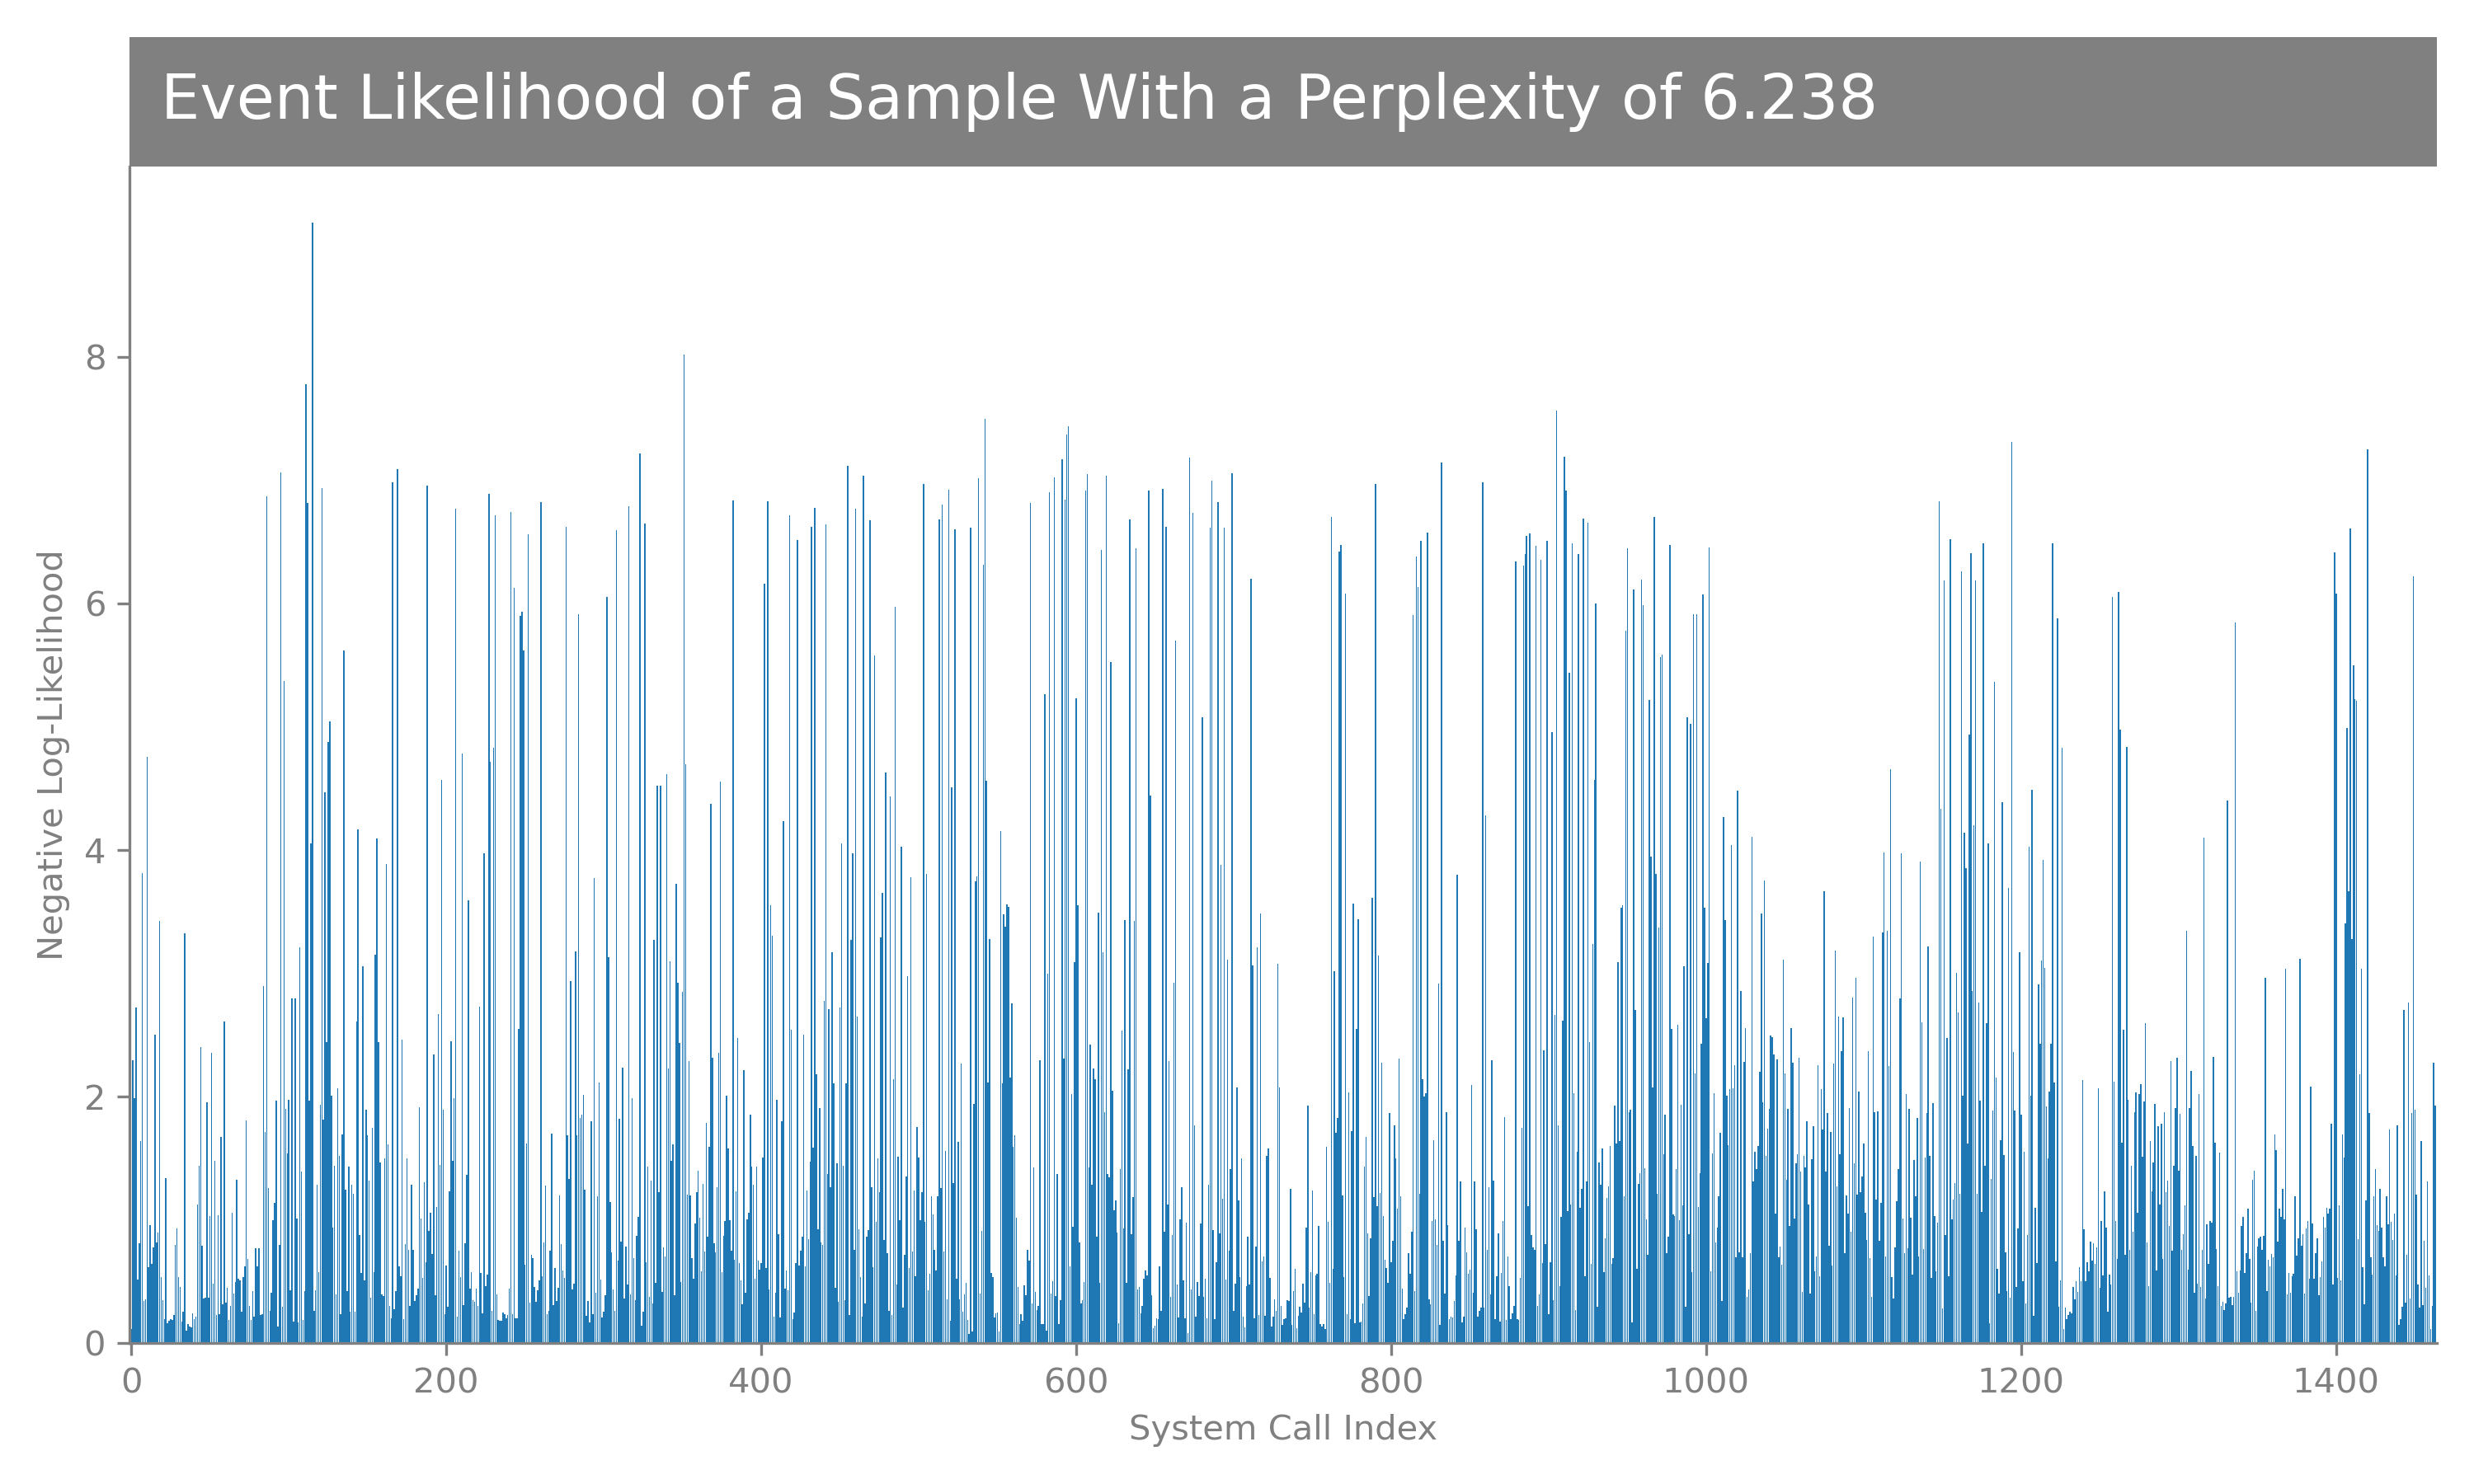 Event Likelihood of a Sample With a Perplexity of 6.238
Negative Log-Likelihood
8
6
4
2
0
0 200 400 600 800 1000 1200 1400
System Call Index